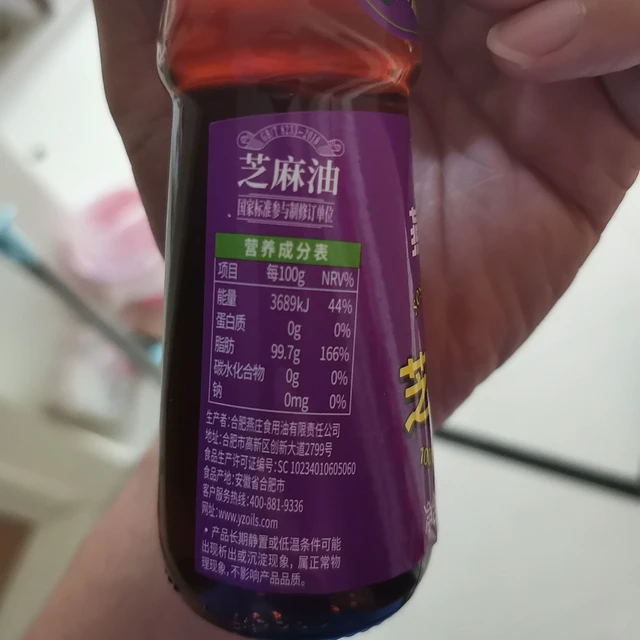 GB/T 8233-2018
芝麻油
国家标准参与制修订单位
营养成分表
项目 每100g NRV%
能量 3689kJ 44%
蛋白质 0g 0%
脂肪 99.7g 166%
碳水化合物 0g 0%
钠 0mg 0%
生产者:合肥燕庄食用油有限责任公司
地址:合肥市高新区创新大道2799号
食品生产许可证编号:SC 10234010605060
食品产地:安徽省合肥市
客户服务热线:400-881-9336
网址:www.yzoils.com
• 产品长期静置或低温条件可能
出现析出或沉淀现象,属正常物
理现象,不影响产品品质。
芝